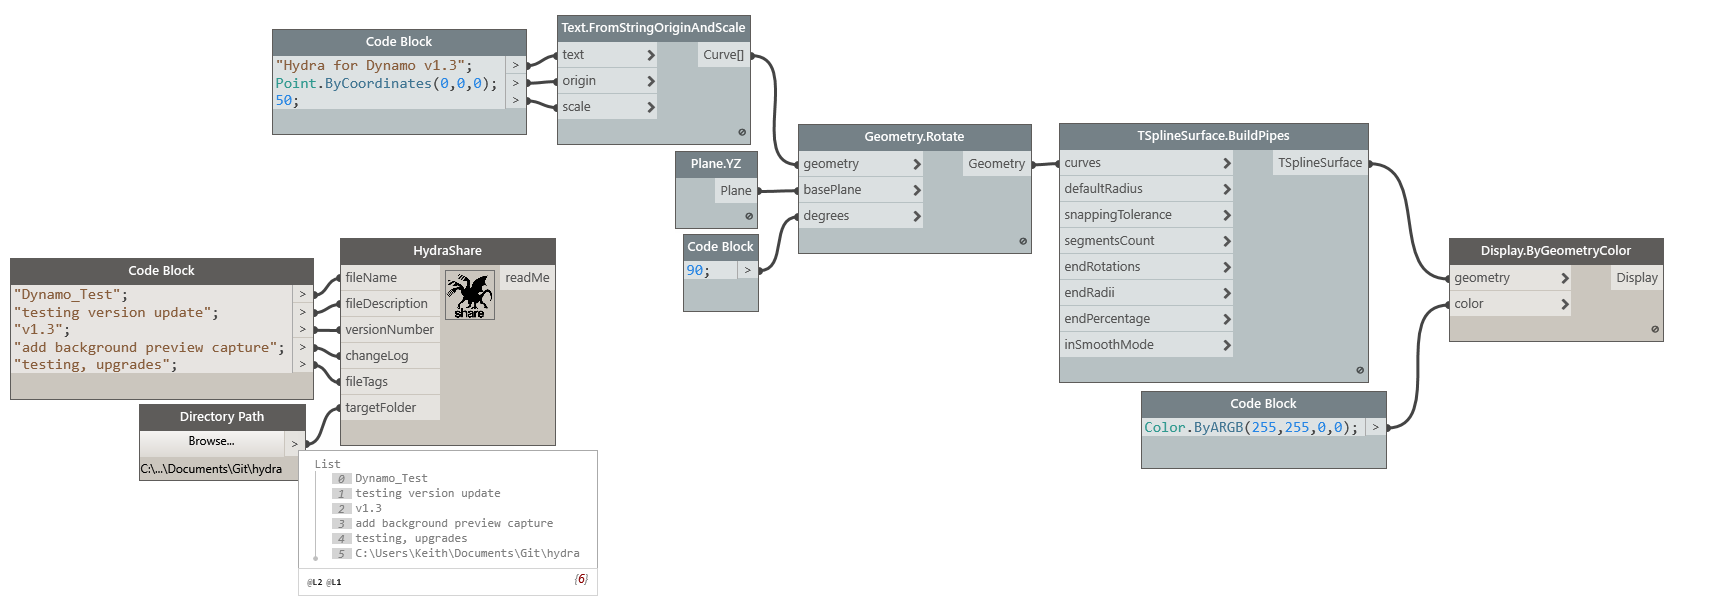 Code Block
"Hydra for Dynamo v1.3"; >
Point.ByCoordinates(0,0,0); >
50; >
Text.FromStringOriginAndScale
text > Curve[]
origin >
scale >
Plane.YZ
Plane
Code Block
90; >
Geometry.Rotate
geometry > Geometry
basePlane >
degrees >
TSplineSurface.BuildPipes
curves > TSplineSurface
defaultRadius >
snappingTolerance >
segmentsCount >
endRotations >
endRadii >
endPercentage >
inSmoothMode >
Display.ByGeometryColor
geometry > Display
color >
Code Block
Color.ByARGB(255,255,0,0); >
Code Block
"Dynamo_Test"; >
"testing version update"; >
"v1.3"; >
"add background preview capture"; >
"testing, upgrades"; >
Directory Path
Browse... >
C:\...\Documents\Git\hydra
HydraShare
fileName readMe
fileDescription
versionNumber
changeLog
fileTags
targetFolder
share
List
0 Dynamo_Test
1 testing version update
2 v1.3
3 add background preview capture
4 testing, upgrades
5 C:\Users\Keith\Documents\Git\hydra
@L2 @L1 {6}